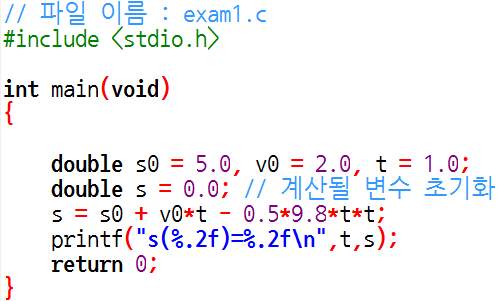 // 파일 이름 : exam1.c
#include <stdio.h>
int main(void)
{
double s0 = 5.0, v0 = 2.0, t = 1.0;
double s = 0.0; // 계산될 변수 초기화
s = s0 + v0*t - 0.5*9.8*t*t;
printf("s(%.2f)=%.2f\n",t,s);
return 0;
}